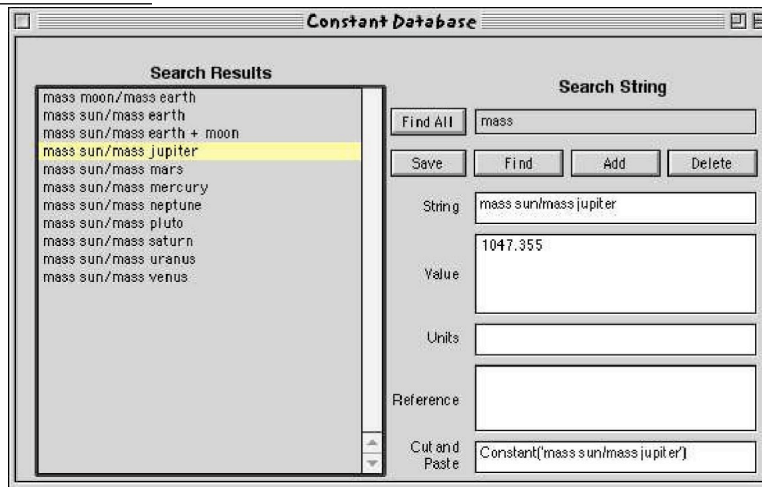 Constant Database
Search Results
mass moon/mass earth
mass sun/mass earth
mass sun/mass earth + moon
mass sun/mass jupiter
mass sun/mass mars
mass sun/mass mercury
mass sun/mass neptune
mass sun/mass pluto
mass sun/mass saturn
mass sun/mass uranus
mass sun/mass venus
Search String
Find All
mass
Save
Find
Add
Delete
String
mass sun/mass jupiter
Value
1047.355
Units
Reference
Cut and
Paste
Constant('mass sun/mass jupiter')